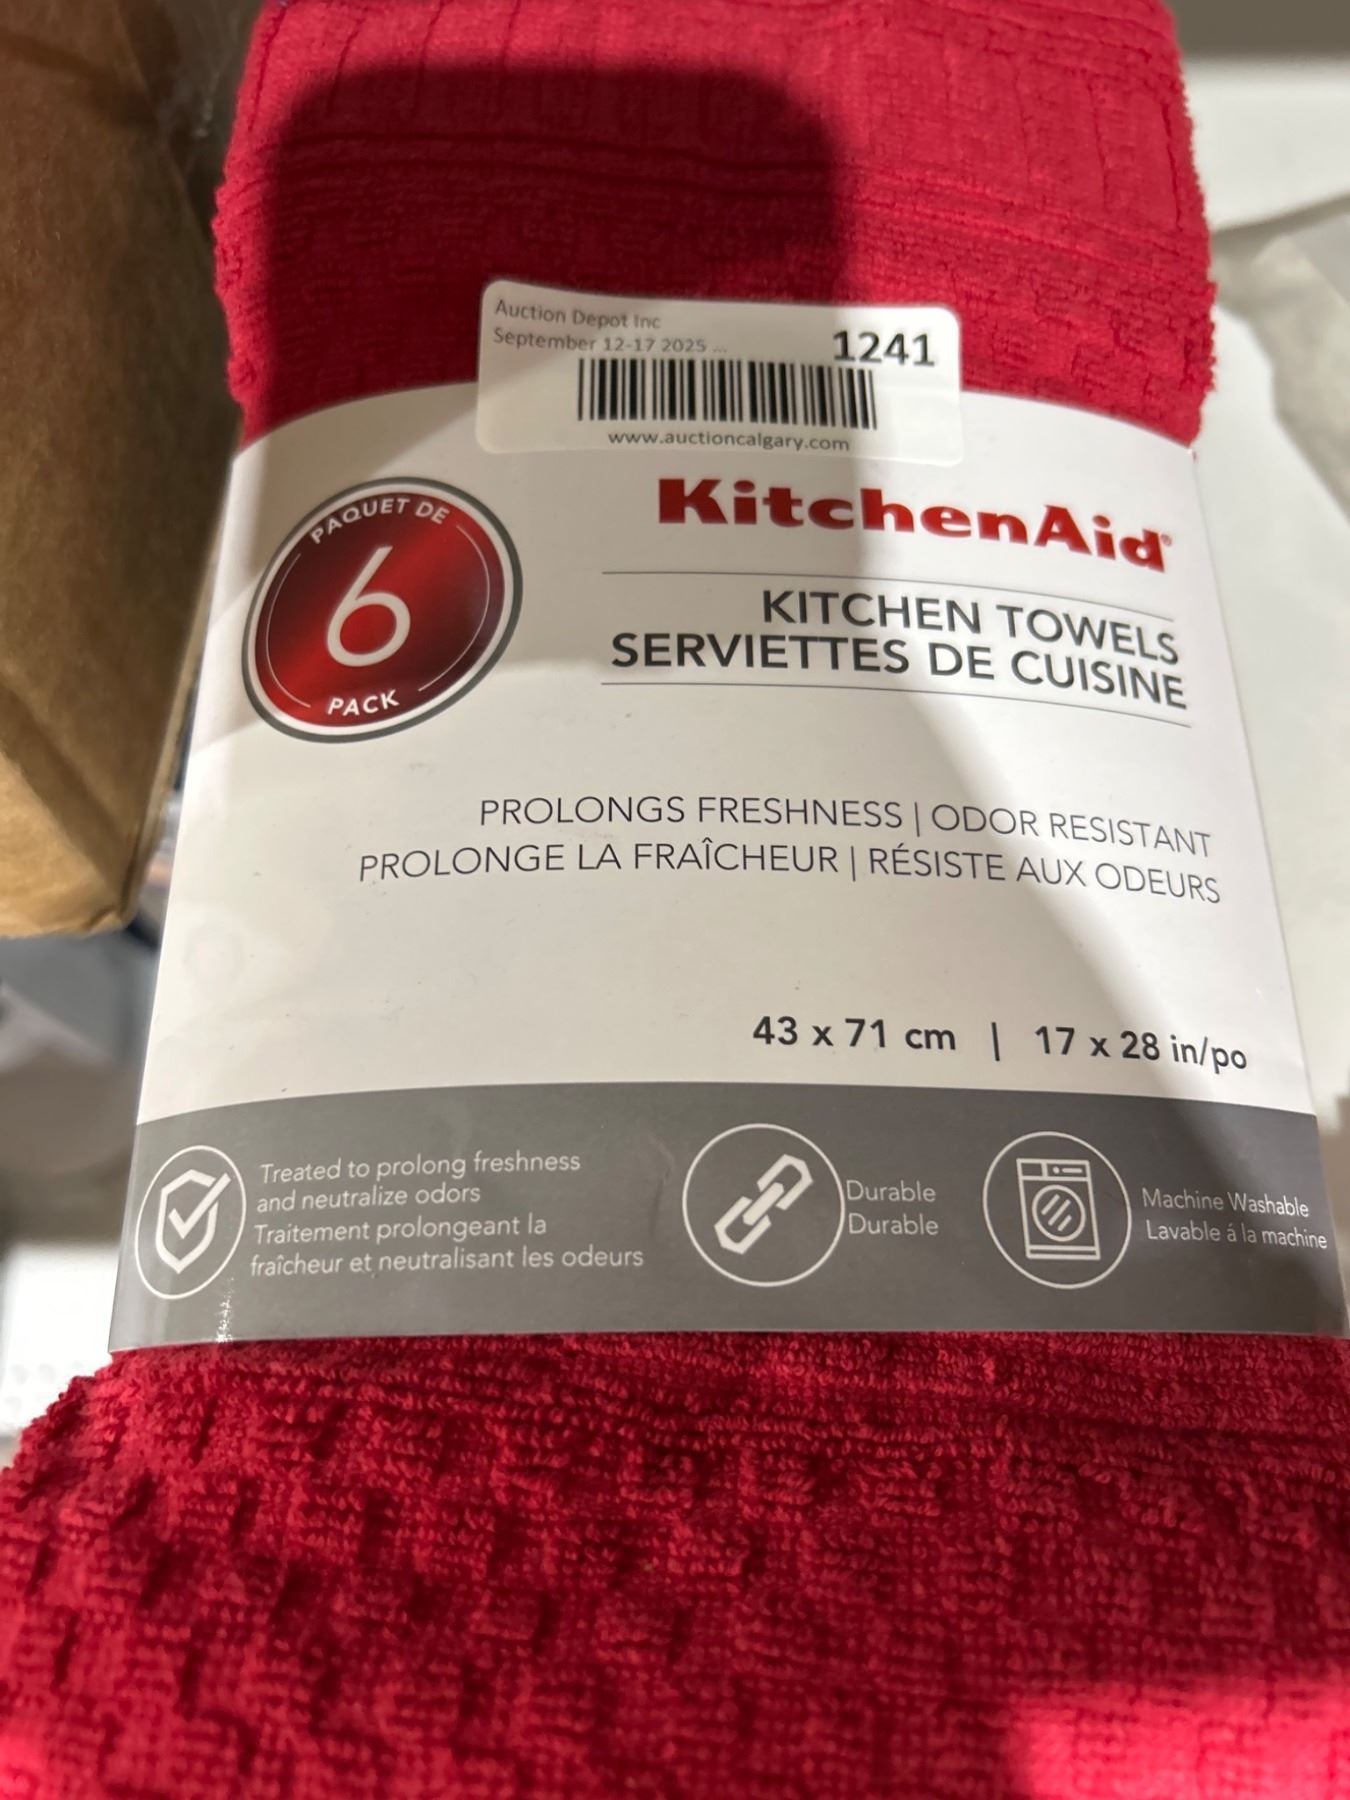 Auction Depot Inc
September 12-17 2025 ...
1241
www.auctioncalgary.com
PAQUET DE
6
PACK
KitchenAid®
KITCHEN TOWELS
SERVIETTES DE CUISINE
PROLONGS FRESHNESS | ODOR RESISTANT
PROLONGE LA FRAÎCHEUR | RÉSISTE AUX ODEURS
43 x 71 cm | 17 x 28 in/po
Treated to prolong freshness
and neutralize odors
Traitement prolongeant la
fraîcheur et neutralisant les odeurs
Durable
Durable
Machine Washable
Lavable á la machine